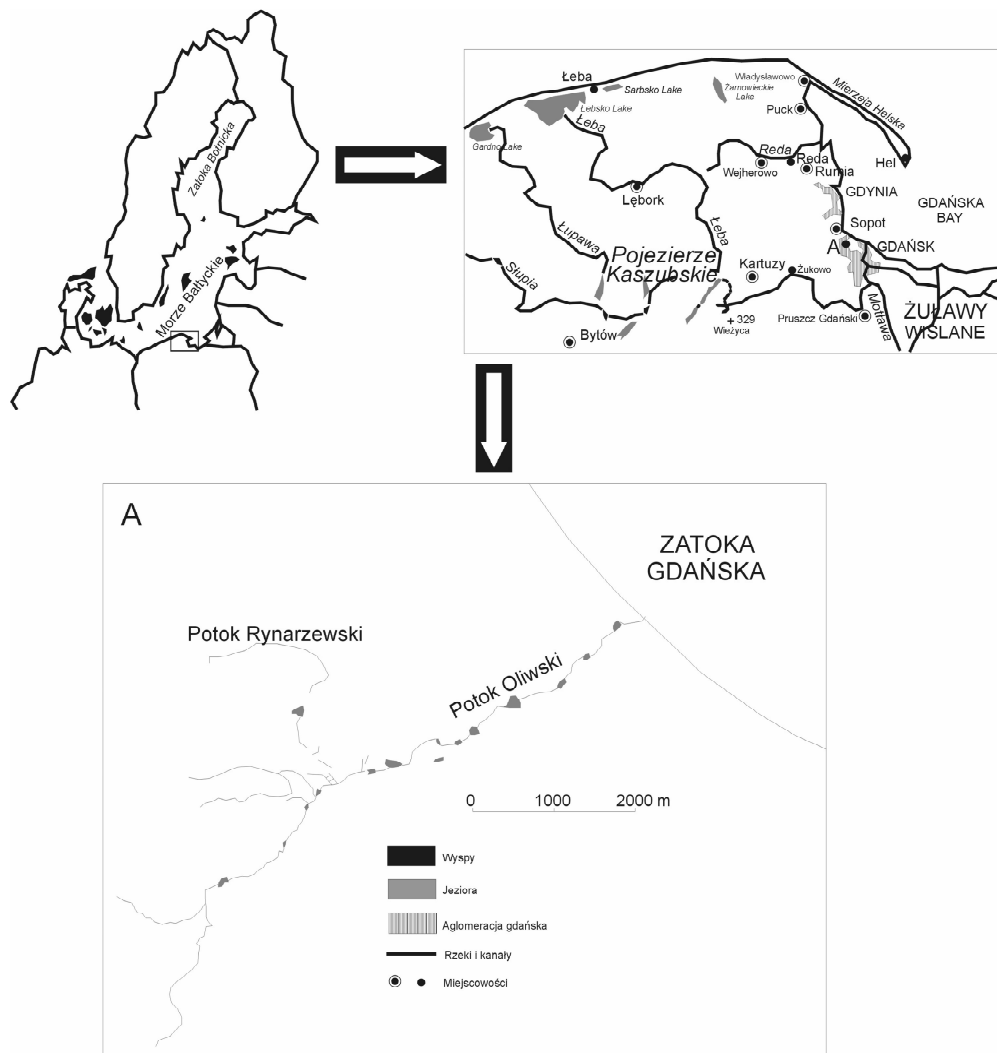 Zatoka Botnicka
Morze Bałtyckie
Łeba
Sarbsko Lake
Łebsko Lake
Łeba
Gardno Lake
Władysławowo
Żarnowieckie
Lake
Puck
Mierzeja Helska
Hel
Reda
Reda
Wejherowo
Rumia
GDYNIA
GDAŃSKA
BAY
Lębork
Sopot
A
GDAŃSK
Łupawa
Łeba
Pojezierze
Kaszubskie
Kartuzy
Żukowo
Słupia
+ 329
Wieżyca
Pruszcz Gdański
Motława
ŻUŁAWY
WIŚLANE
Bytów
A
ZATOKA
GDAŃSKA
Potok Rynarzewski
Potok Oliwski
0 1000 2000 m
Wyspy
Jeziora
Aglomeracja gdańska
Rzeki i kanały
Miejscowości